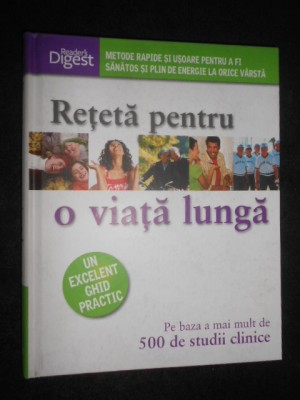 Reader's
Digest
METODE RAPIDE ȘI UȘOARE PENTRU A FI
SĂNĂTOS ȘI PLIN DE ENERGIE LA ORICE VÂRSTĂ
Rețetă pentru
o viață lungă
UN
EXCELENT
GHID
PRACTIC
Pe baza a mai mult de
500 de studii clinice